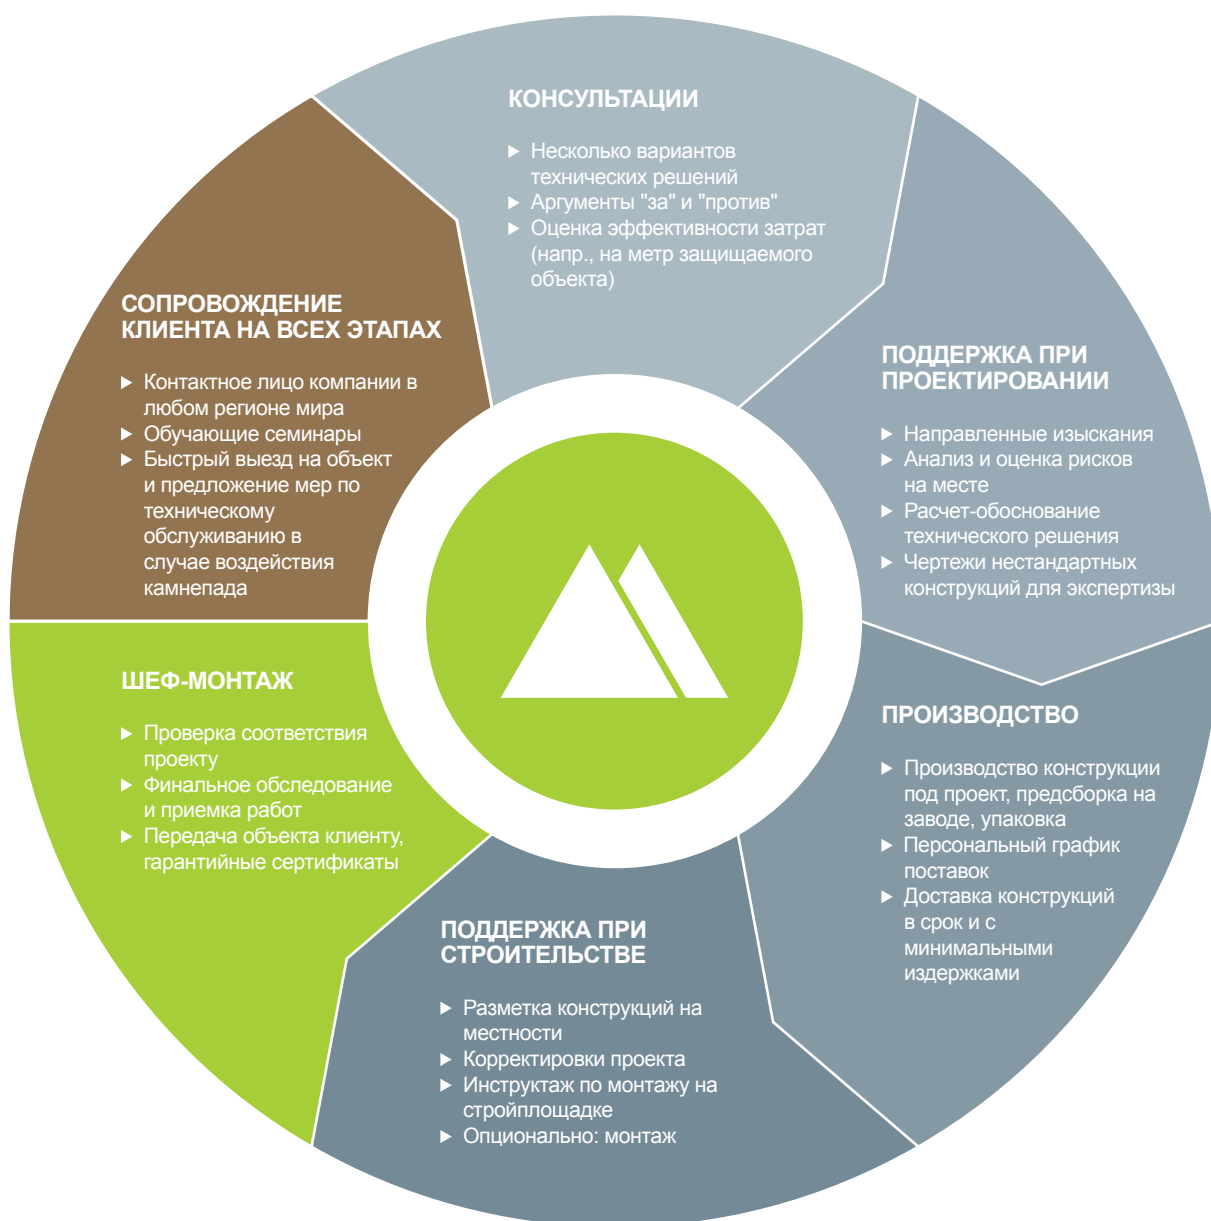 КОНСУЛЬТАЦИИ
► Несколько вариантов
технических решений
► Аргументы "за" и "против"
► Оценка эффективности затрат
(напр., на метр защищаемого
объекта)
ПОДДЕРЖКА ПРИ
ПРОЕКТИРОВАНИИ
► Направленные изыскания
► Анализ и оценка рисков
на месте
► Расчет-обоснование
технического решения
► Чертежи нестандартных
конструкций для экспертизы
ПРОИЗВОДСТВО
► Производство конструкции
под проект, предсборка на
заводе, упаковка
► Персональный график
поставок
► Доставка конструкций
в срок и с
минимальными
издержками
ПОДДЕРЖКА ПРИ
СТРОИТЕЛЬСТВЕ
► Разметка конструкций на
местности
► Корректировки проекта
► Инструктаж по монтажу на
стройплощадке
► Опционально: монтаж
ШЕФ-МОНТАЖ
► Проверка соответствия
проекту
► Финальное обследование
и приемка работ
► Передача объекта клиенту,
гарантийные сертификаты
СОПРОВОЖДЕНИЕ
КЛИЕНТА НА ВСЕХ ЭТАПАХ
► Контактное лицо компании в
любом регионе мира
► Обучающие семинары
► Быстрый выезд на объект
и предложение мер по
техническому
обслуживанию в
случае воздействия
камнепада